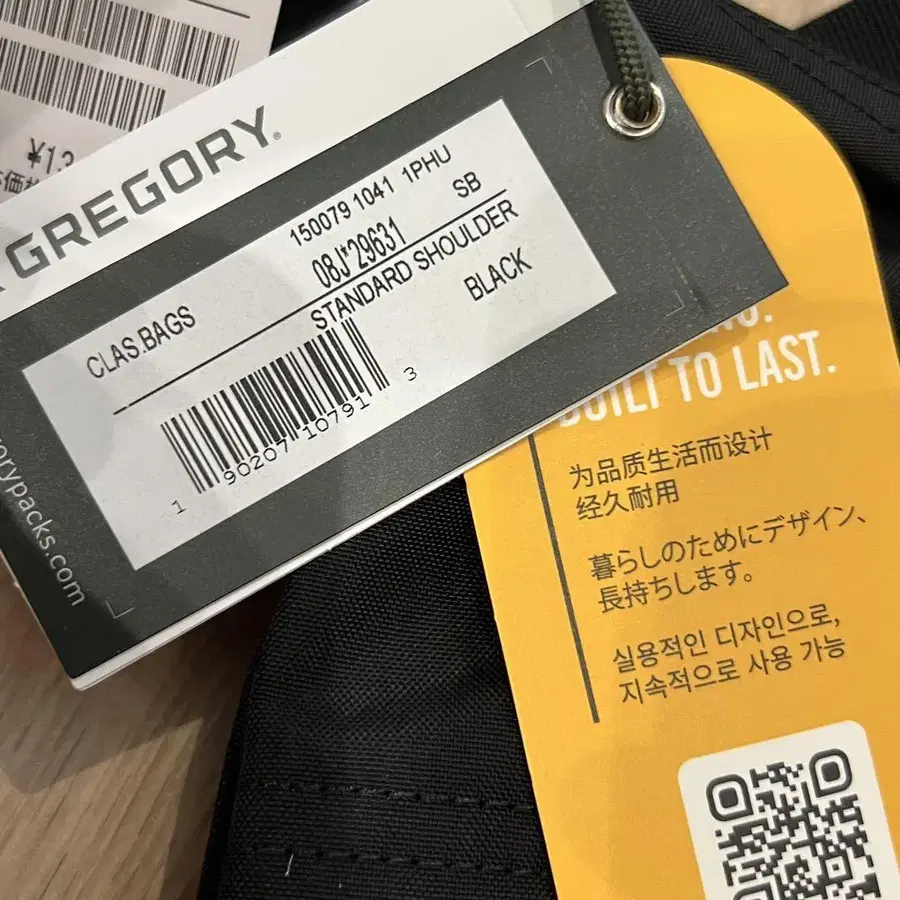 ¥13
GREGORY
150079 1041 1PHU
08J*29631 SB
CLAS.BAGS
STANDARD SHOULDER
BLACK
1 90207 10791 3
orypacks.com
BUILT TO LAST.
为品质生活而设计
经久耐用
暮らしのためにデザイン、
長持ちします。
실용적인 디자인으로,
지속적으로 사용 가능